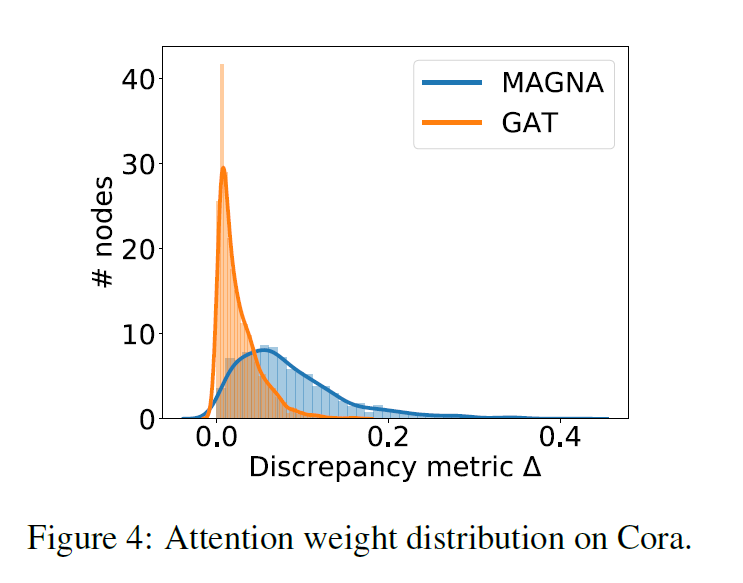 MAGNA
GAT
40
30
20
10
0
# nodes
0.0
0.2
0.4
Discrepancy metric Δ
Figure 4: Attention weight distribution on Cora.